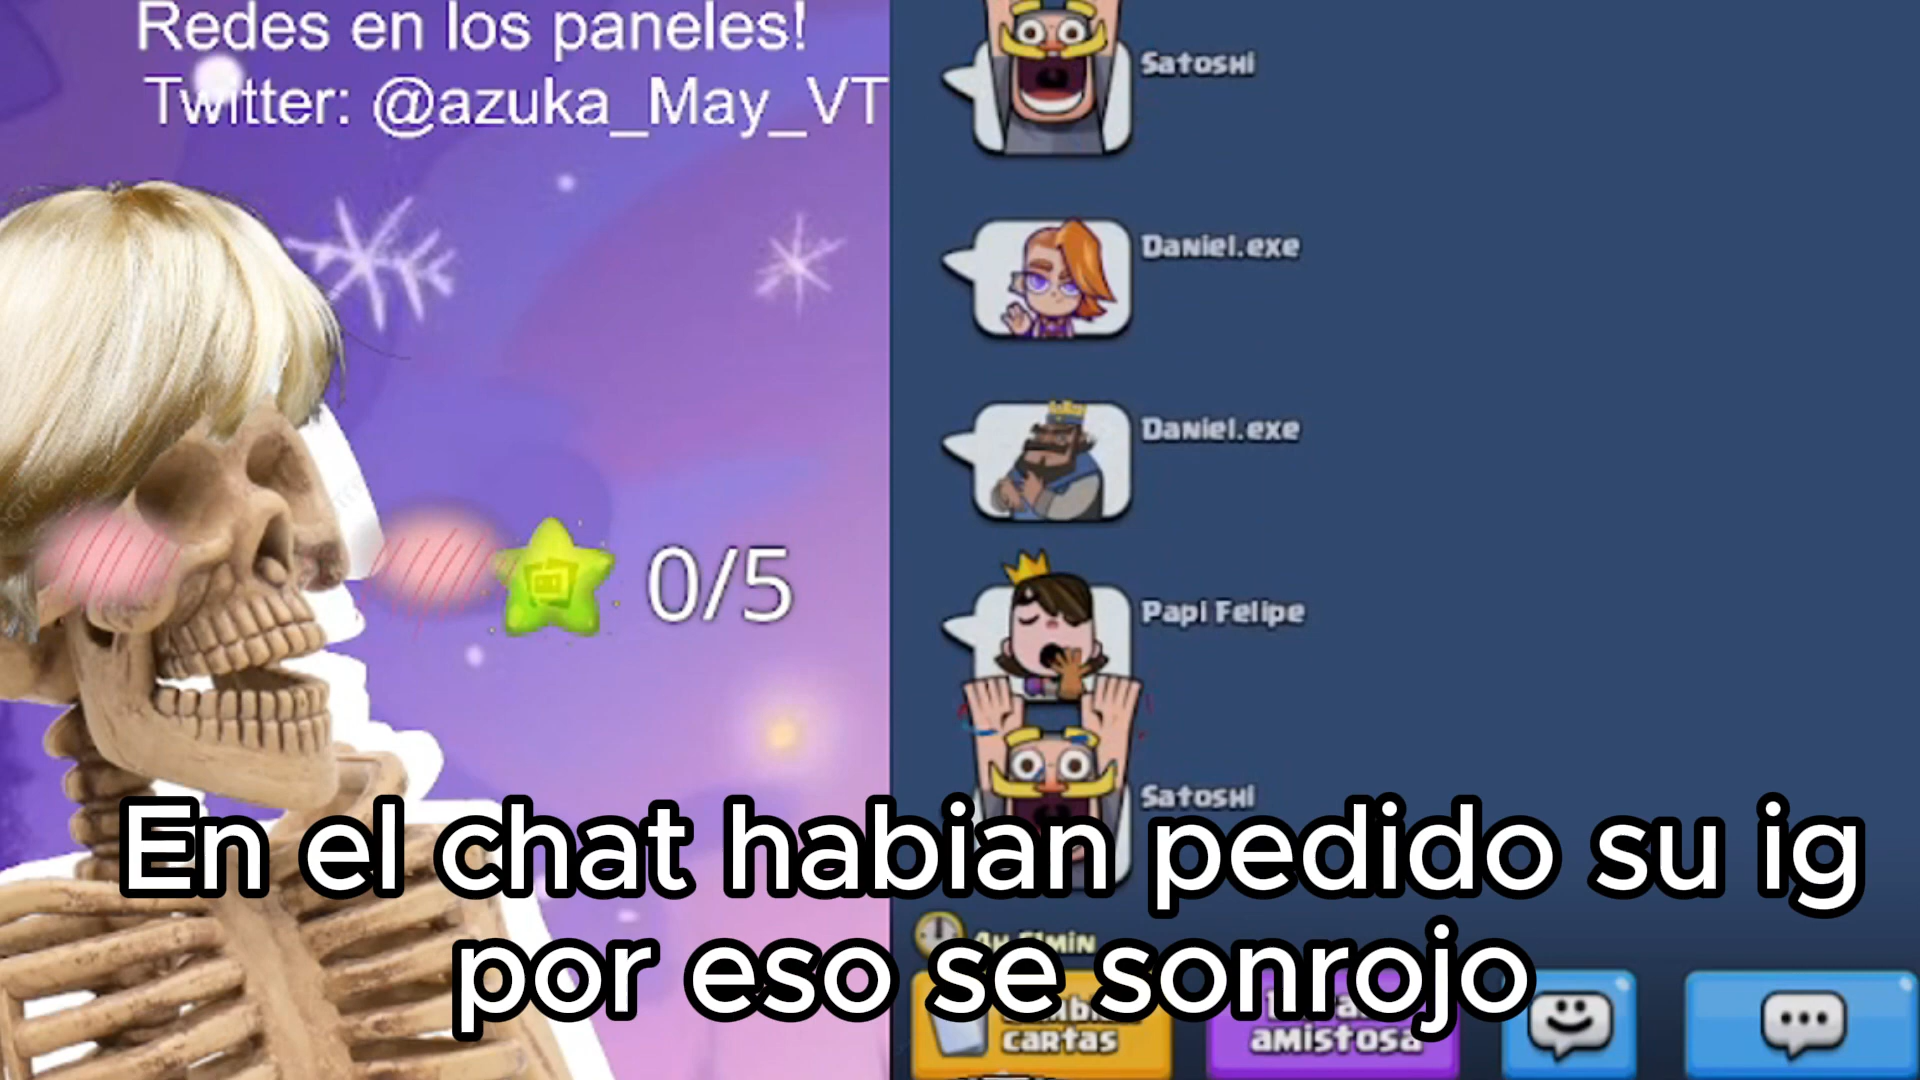 Redes en los paneles!
Twitter: @azuka_May_VT
Satoshi
Daniel.exe
Daniel.exe
Papi Felipe
0/5
Satoshi
En el chat habian pedido su ig
por eso se sonrojo
cartas
amistosa